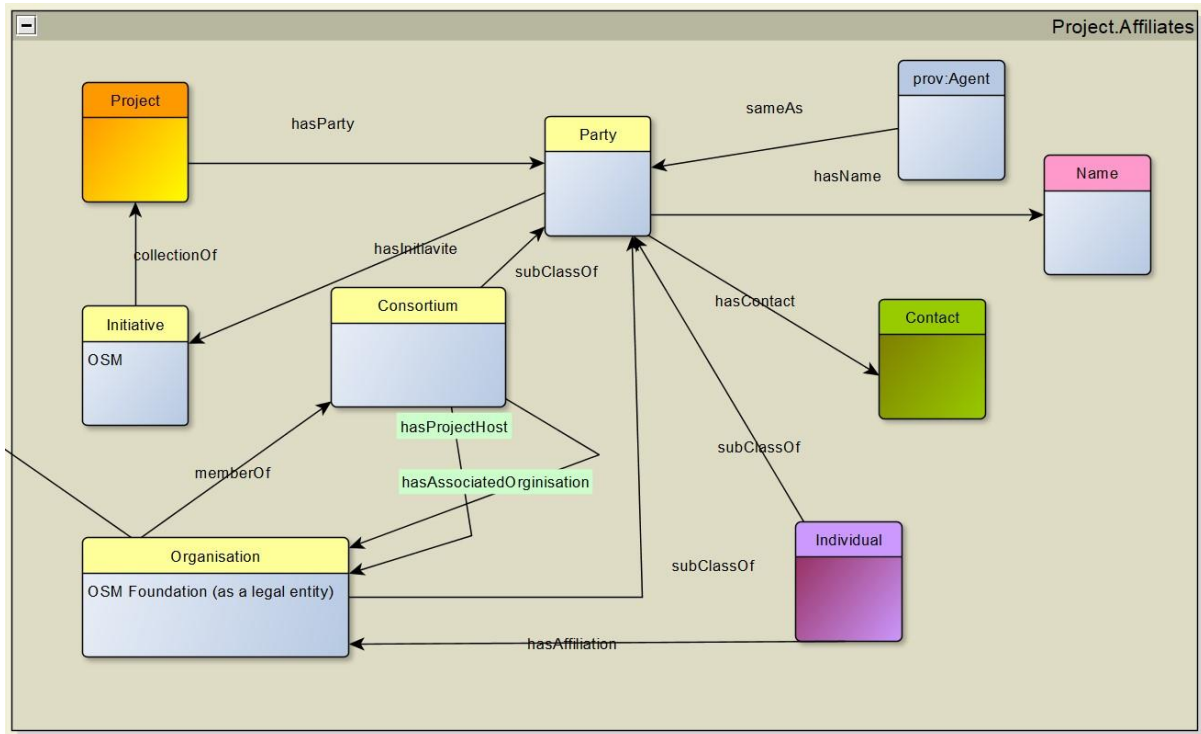 Project.Affiliates
prov:Agent
Project
sameAs
hasParty
Party
hasName
Name
collectionOf
hasInitiavite
subClassOf
hasContact
Consortium
Contact
Initiative
OSM
hasProjectHost
subClassOf
memberOf
hasAssociatedOrginisation
Individual
Organisation
subClassOf
OSM Foundation (as a legal entity)
hasAffiliation